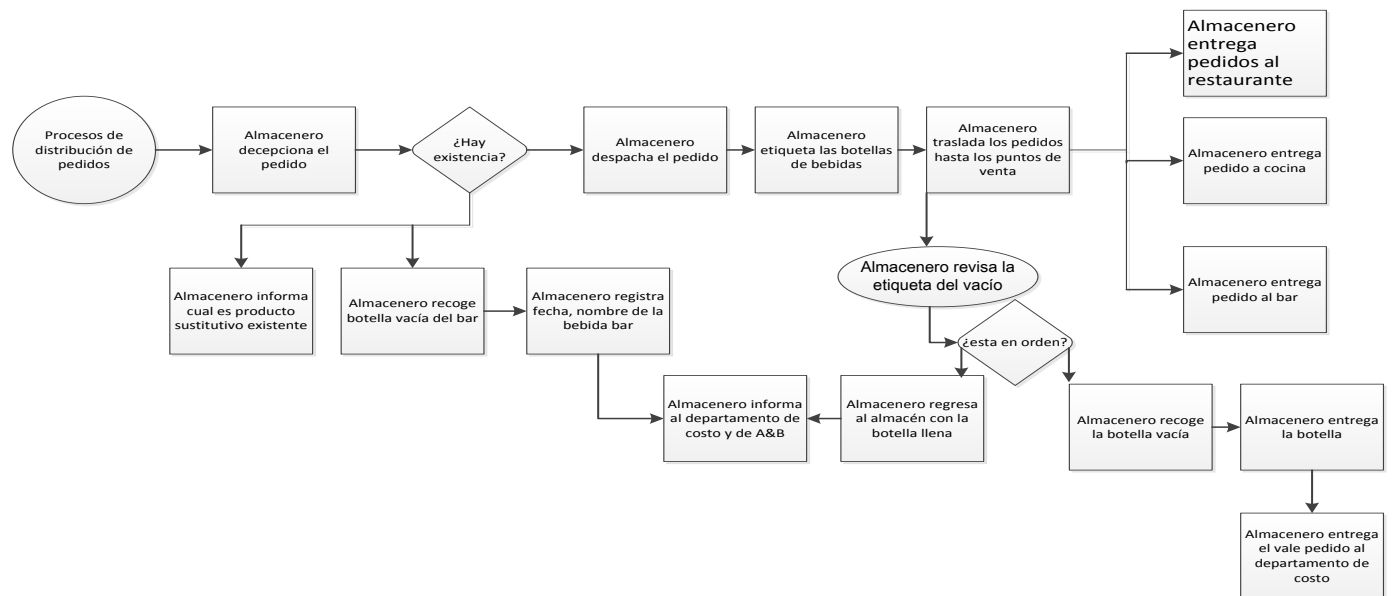 Almacenero
entrega
pedidos al
restaurante
Procesos de
distribución de
pedidos
Almacenero
decepciona el
pedido
¿Hay
existencia?
Almacenero
despacha el pedido
Almacenero
etiqueta las botellas
de bebidas
Almacenero
traslada los pedidos
hasta los puntos de
venta
Almacenero entrega
pedido a cocina
Almacenero entrega
pedido al bar
Almacenero informa
cual es producto
sustitutivo existente
Almacenero recoge
botella vacía del bar
Almacenero registra
fecha, nombre de la
bebida bar
Almacenero revisa la
etiqueta del vacío
¿esta en orden?
Almacenero informa
al departamento de
costo y de A&B
Almacenero regresa
al almacén con la
botella llena
Almacenero recoge
la botella vacía
Almacenero entrega
la botella
Almacenero entrega
el vale pedido al
departamento de
costo